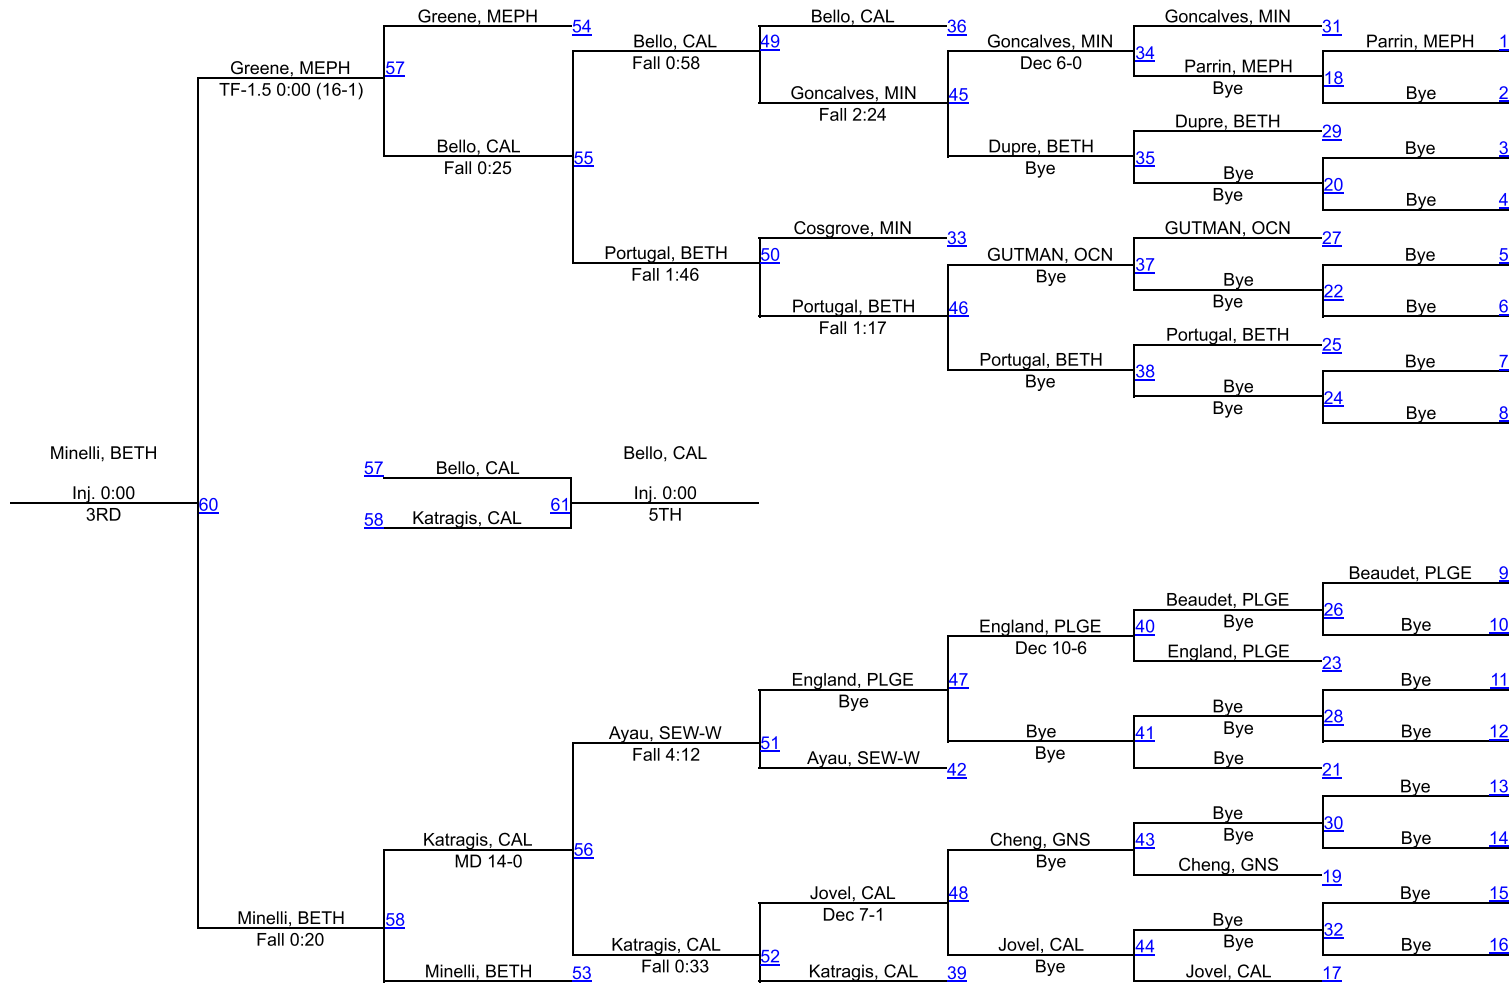 Greene, MEPH 54
Bello, CAL 36
Goncalves, MIN 31
Bello, CAL 49
Fall 0:58
Goncalves, MIN 34
Dec 6-0
Parrin, MEPH 1
Greene, MEPH 57
TF-1.5 0:00 (16-1)
Parrin, MEPH 18
Bye
Goncalves, MIN 45
Fall 2:24
Bye 2
Dupre, BETH 29
Bello, CAL 55
Fall 0:25
Dupre, BETH 35
Bye
Bye 3
Bye 20
Bye
Bye 4
Cosgrove, MIN 33
GUTMAN, OCN 27
Portugal, BETH 50
Fall 1:46
GUTMAN, OCN 37
Bye
Bye 5
Bye 22
Bye
Portugal, BETH 46
Fall 1:17
Bye 6
Portugal, BETH 25
Portugal, BETH 38
Bye
Bye 7
Bye 24
Bye
Bye 8
Minelli, BETH
Bello, CAL
57 Bello, CAL
Inj. 0:00 60
3RD
61 Inj. 0:00
5TH
58 Katragis, CAL
Beaudet, PLGE 9
Beaudet, PLGE 26
Bye
England, PLGE 40
Dec 10-6
Bye 10
England, PLGE 23
England, PLGE 47
Bye
Bye 11
Bye 28
Bye
Ayau, SEW-W 51
Fall 4:12
Bye 41
Bye
Bye 12
Ayau, SEW-W 42
Bye 21
Bye 13
Bye 30
Bye
Katragis, CAL 56
MD 14-0
Cheng, GNS 43
Bye
Bye 14
Cheng, GNS 19
Jovel, CAL 48
Dec 7-1
Bye 15
Minelli, BETH 58
Fall 0:20
Bye 32
Bye
Katragis, CAL 52
Fall 0:33
Jovel, CAL 44
Bye
Bye 16
Minelli, BETH 53
Katragis, CAL 39
Jovel, CAL 17